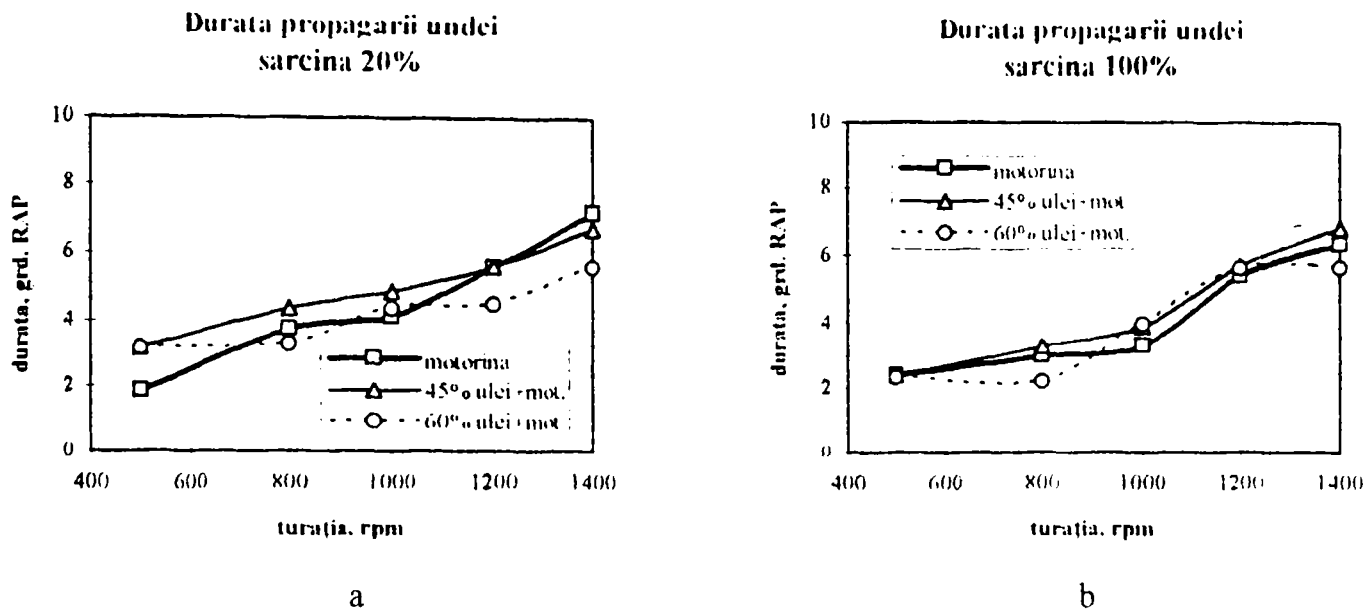 Durata propagarii undei
sarcina 20%
10
8
6
4
2
0
durata, grd. RAP
motorina
45% ulei+mot.
60% ulei+mot
400 600 800 1000 1200 1400
turația, rpm
a
Durata propagarii undei
sarcina 100%
10
8
6
4
2
0
durata, grd. RAP
motorina
45% ulei+mot
60% ulei+mot.
400 600 800 1000 1200 1400
turația, rpm
b